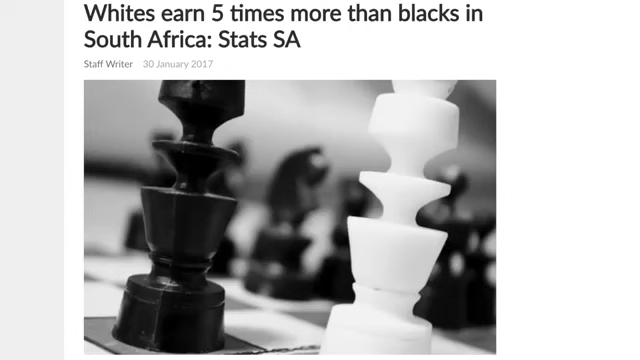 Whites earn 5 times more than blacks in
South Africa: Stats SA
Staff Writer 30 January 2017